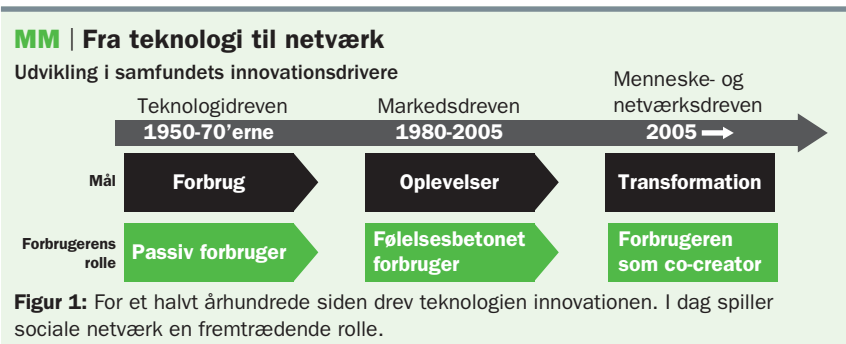 MM | Fra teknologi til netværk
Udvikling i samfundets innovationsdrivere
Teknologidreven
Markedsdreven
Menneske- og
netværksdreven
1950-70'erne
1980-2005
2005
Mål
Forbrug
Oplevelser
Transformation
Forbrugerens
rolle
Passiv forbruger
Følelsesbetonet
forbruger
Forbrugeren
som co-creator
Figur 1: For et halvt århundrede siden drev teknologien innovationen. I dag spiller
sociale netværk en fremtrædende rolle.